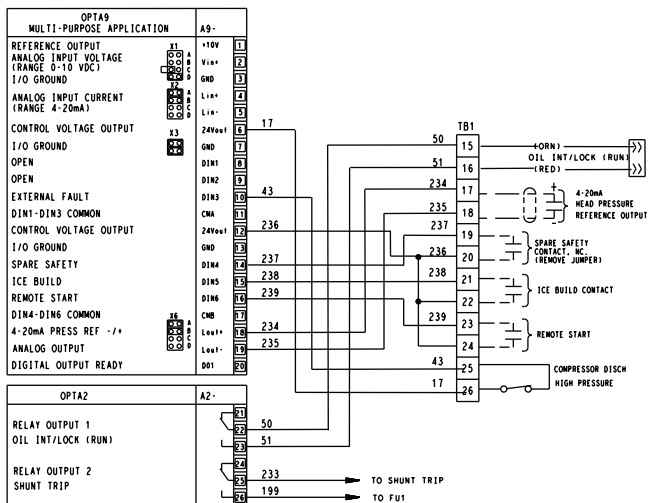 OPTA9
MULTI-PURPOSE APPLICATION A9-
REFERENCE OUTPUT X1 +10V 1
ANALOG INPUT VOLTAGE A
(RANGE 0-10 VDC) B Vin+ 2
C
I/O GROUND D GND 3
X2
ANALOG INPUT CURRENT A Lin+ 4
(RANGE 4-20mA) B
C
D Lin- 5
CONTROL VOLTAGE OUTPUT X3 24Vout 6 17
I/O GROUND GND 7
OPEN DIN1 8
OPEN DIN2 9
EXTERNAL FAULT DIN3 10 43
DIN1-DIN3 COMMON CMA 11
CONTROL VOLTAGE OUTPUT 24Vout 12 236
I/O GROUND GND 13
SPARE SAFETY DIN4 14 237
ICE BUILD DIN5 15 238
REMOTE START DIN6 16 239
DIN4-DIN6 COMMON X6 CMB 17
4-20mA PRESS REF -/+ A B Lout+ 18 234
ANALOG OUTPUT C D Lout- 19 235
DIGITAL OUTPUT READY DO1 20
OPTA2 A2-
21
RELAY OUTPUT 1 22 50
OIL INT/LOCK (RUN) 23 51
24
RELAY OUTPUT 2 25 233 TO SHUNT TRIP
SHUNT TRIP 26 199 TO FU1
TB1
50 15 (ORN)
OIL INT/LOCK (RUN)
51 16 (RED)
234 17 + 4-20mA
HEAD PRESSURE
235 18 - REFERENCE OUTPUT
237 19 SPARE SAFETY
CONTACT, NC.
236 20 (REMOVE JUMPER)
238 21
ICE BUILD CONTACT
22
239 23
REMOTE START
24
43 25 COMPRESSOR DISCH
17 26 HIGH PRESSURE